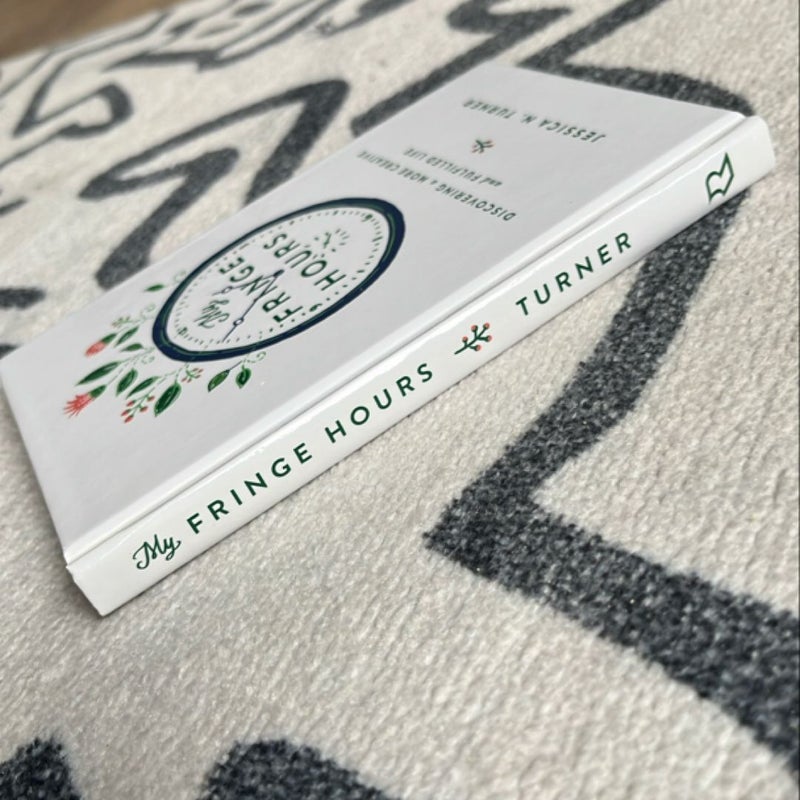 My
FRINGE
HOURS
DISCOVERING A MORE CREATIVE
and FULFILLED LIFE
JESSICA N. TURNER
My FRINGE HOURS TURNER